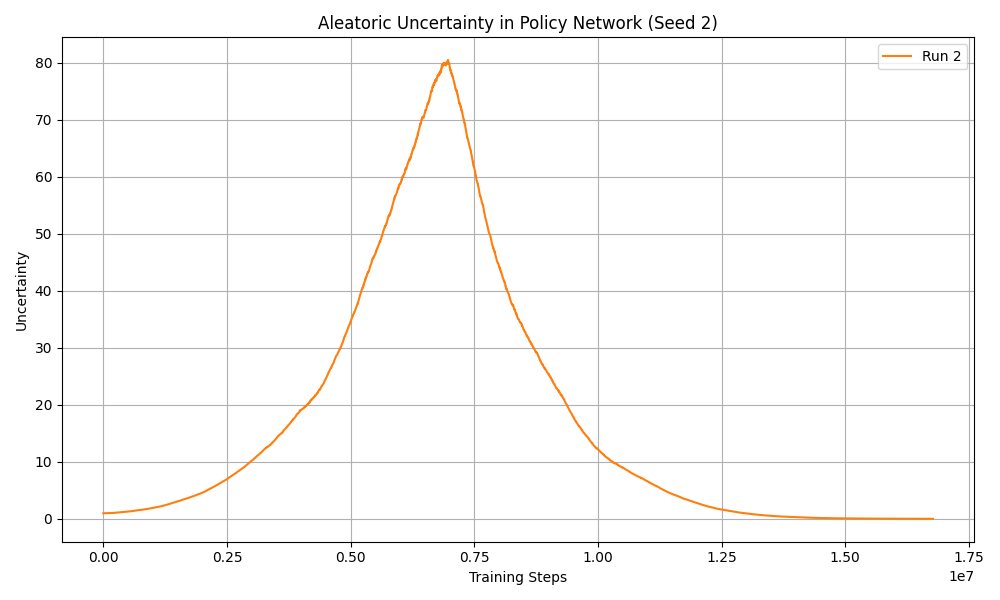 Aleatoric Uncertainty in Policy Network (Seed 2)
Run 2
Uncertainty
80
70
60
50
40
30
20
10
0
0.00 0.25 0.50 0.75 1.00 1.25 1.50 1.75
1e7
Training Steps